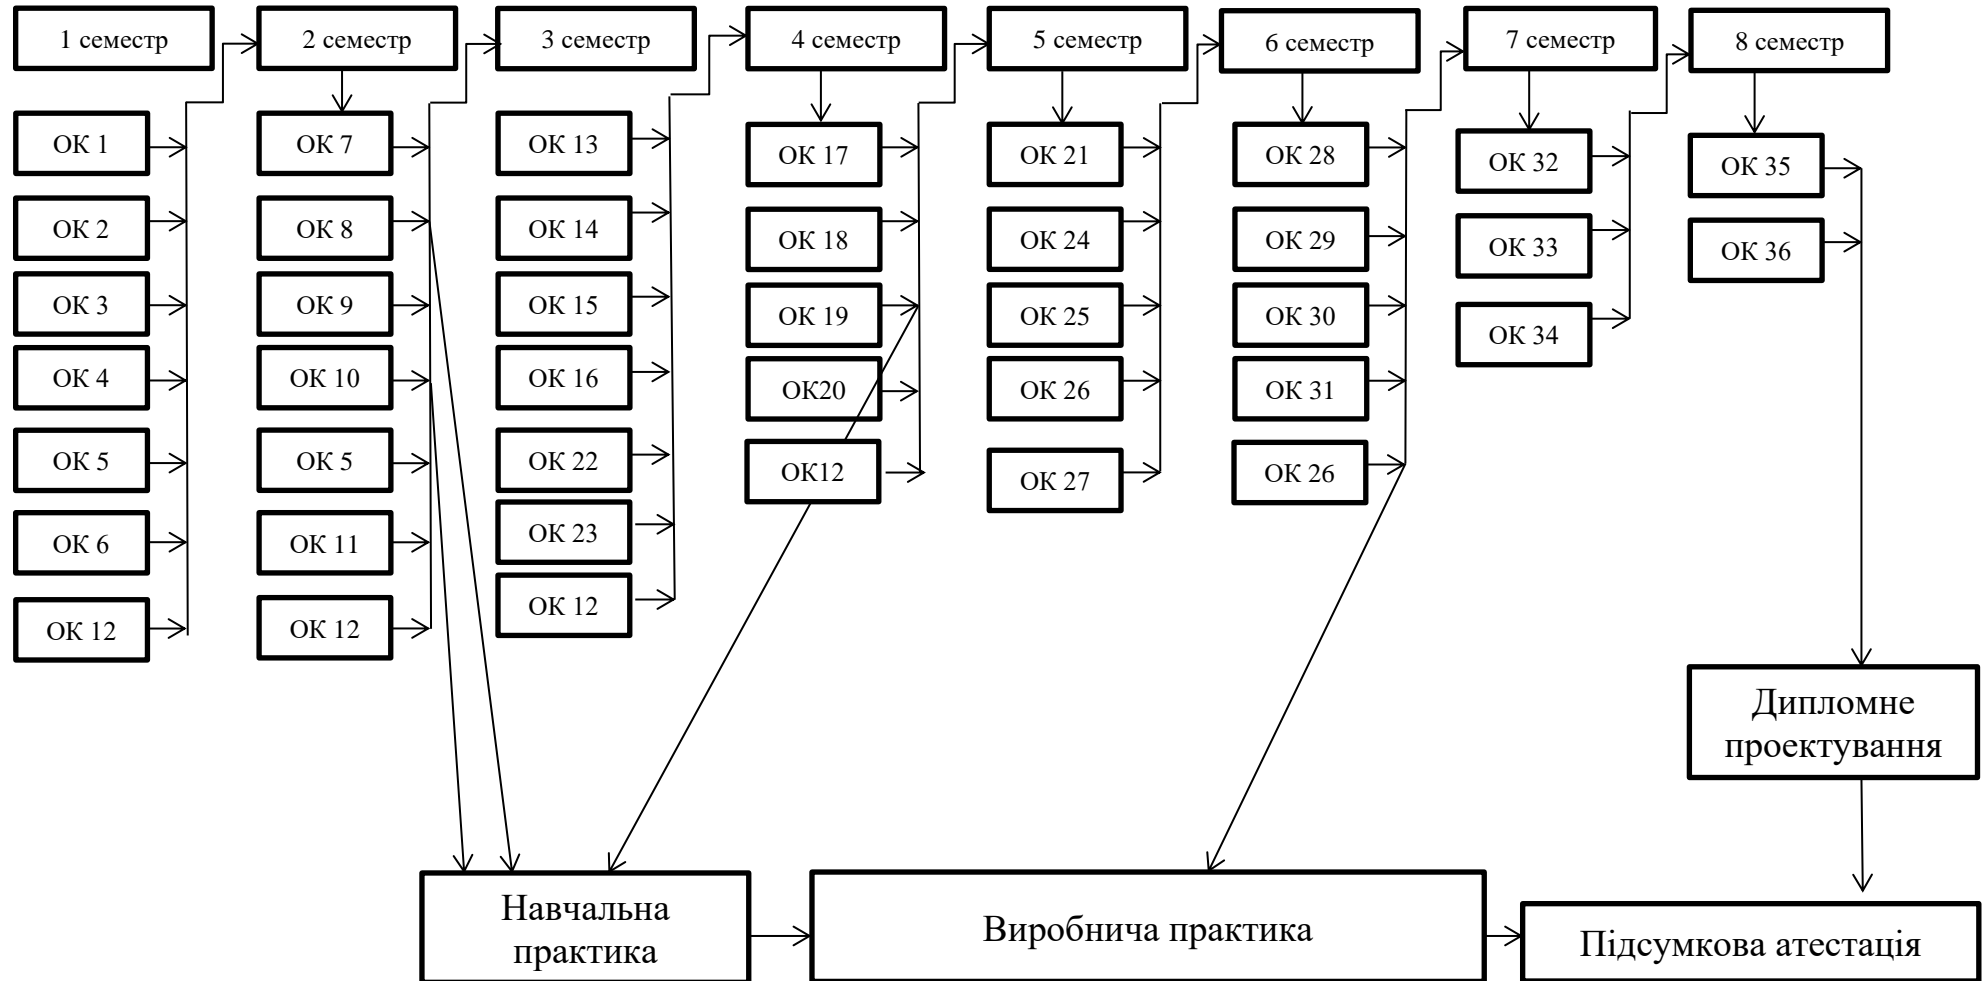 1 семестр
2 семестр
3 семестр
4 семестр
5 семестр
6 семестр
7 семестр
8 семестр
ОК 1
ОК 2
ОК 3
ОК 4
ОК 5
ОК 6
ОК 12
ОК 7
ОК 8
ОК 9
ОК 10
ОК 5
ОК 11
ОК 12
ОК 13
ОК 14
ОК 15
ОК 16
ОК 22
ОК 23
ОК 12
ОК 17
ОК 18
ОК 19
ОК20
ОК12
ОК 21
ОК 24
ОК 25
ОК 26
ОК 27
ОК 28
ОК 29
ОК 30
ОК 31
ОК 26
ОК 32
ОК 33
ОК 34
ОК 35
ОК 36
Дипломне
проектування
Навчальна
практика
Виробнича практика
Підсумкова атестація